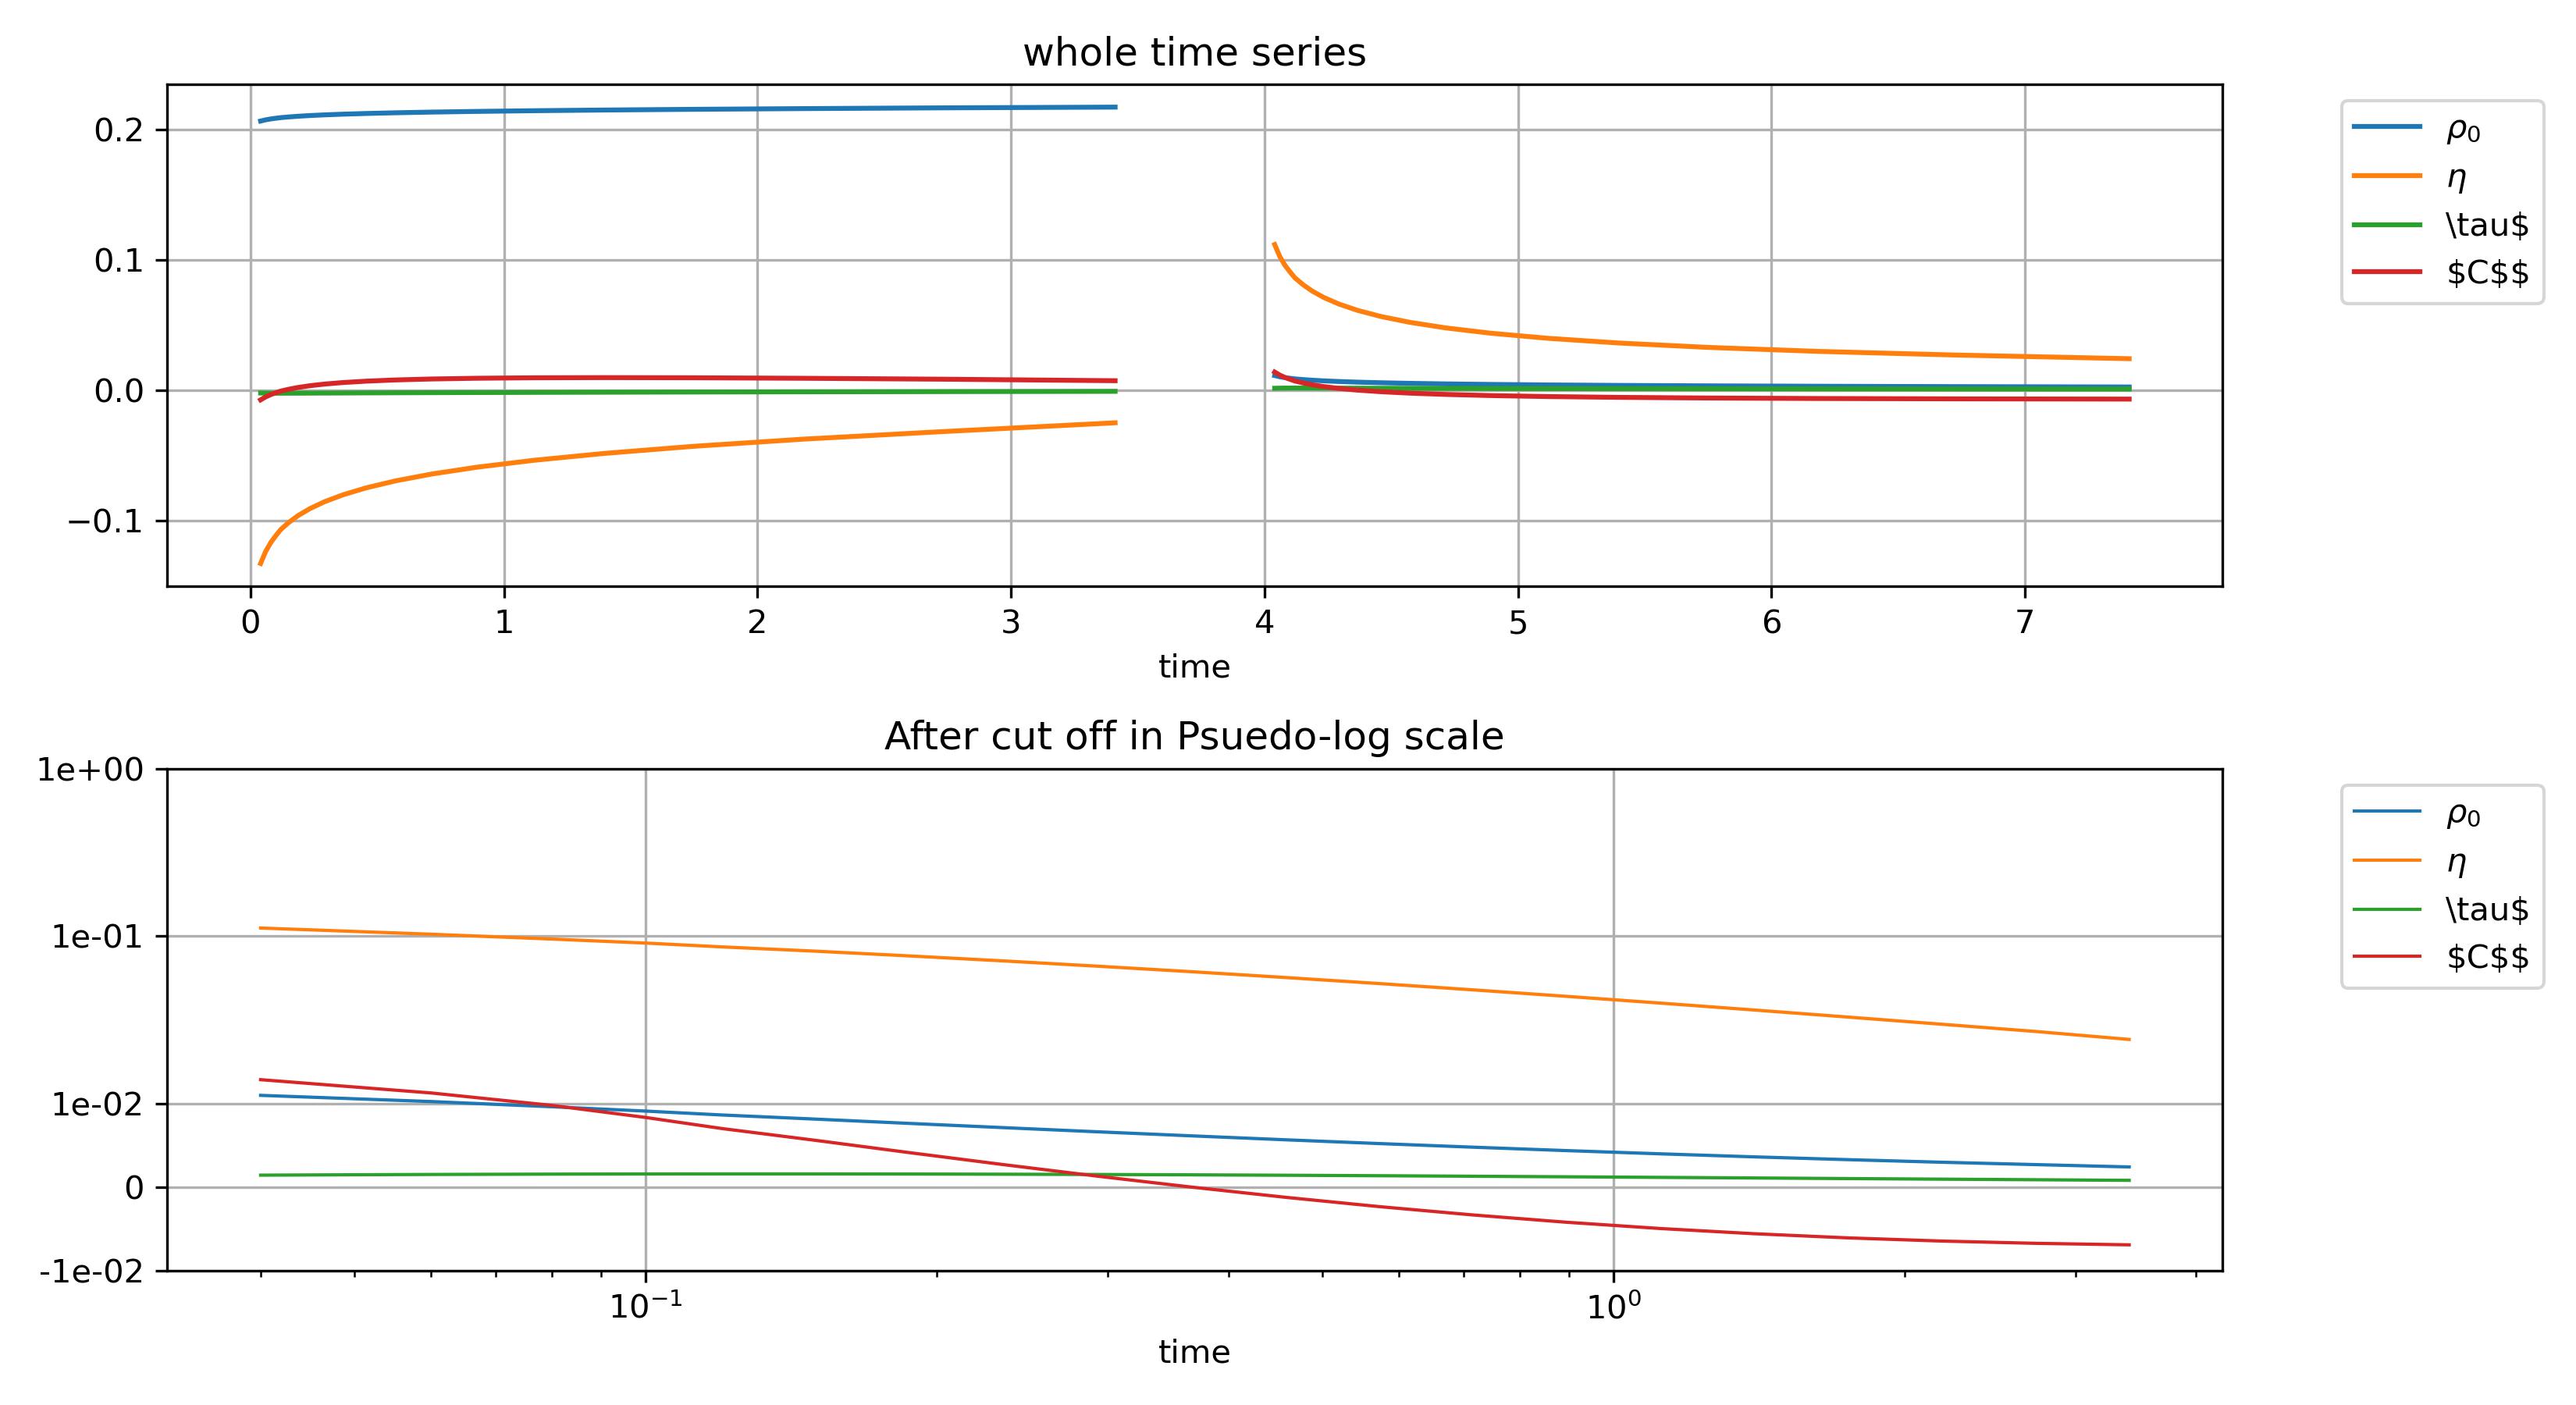 whole time series
0.2
0.1
0.0
−0.1
0 1 2 3 4 5 6 7
time
ρ₀
η
\tau$
$C$$
After cut off in Psuedo-log scale
1e+00
1e-01
1e-02
0
-1e-02
10⁻¹ 10⁰
time
ρ₀
η
\tau$
$C$$